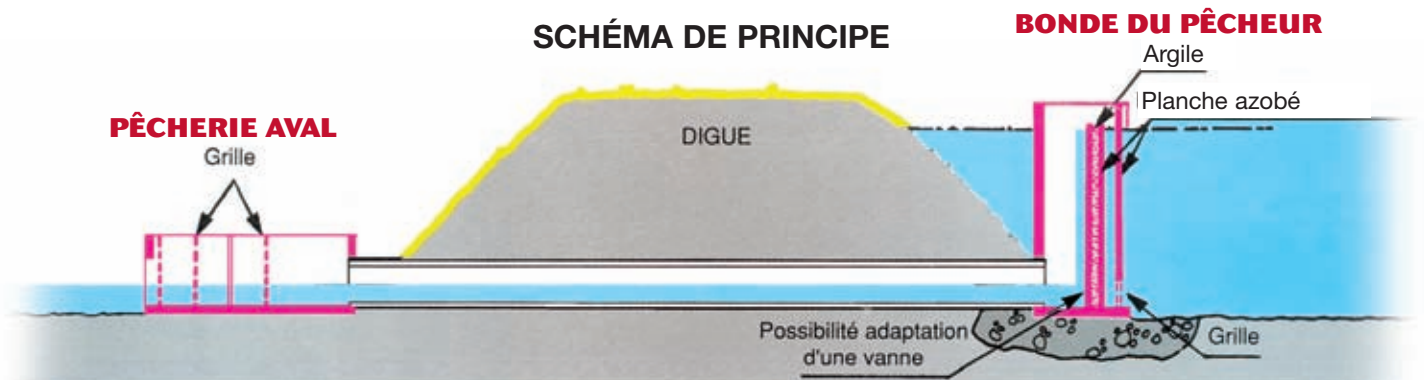 SCHÉMA DE PRINCIPE
BONDE DU PÊCHEUR
Argile
Planche azobé
PÊCHERIE AVAL
Grille
DIGUE
Possibilité adaptation
d'une vanne
Grille